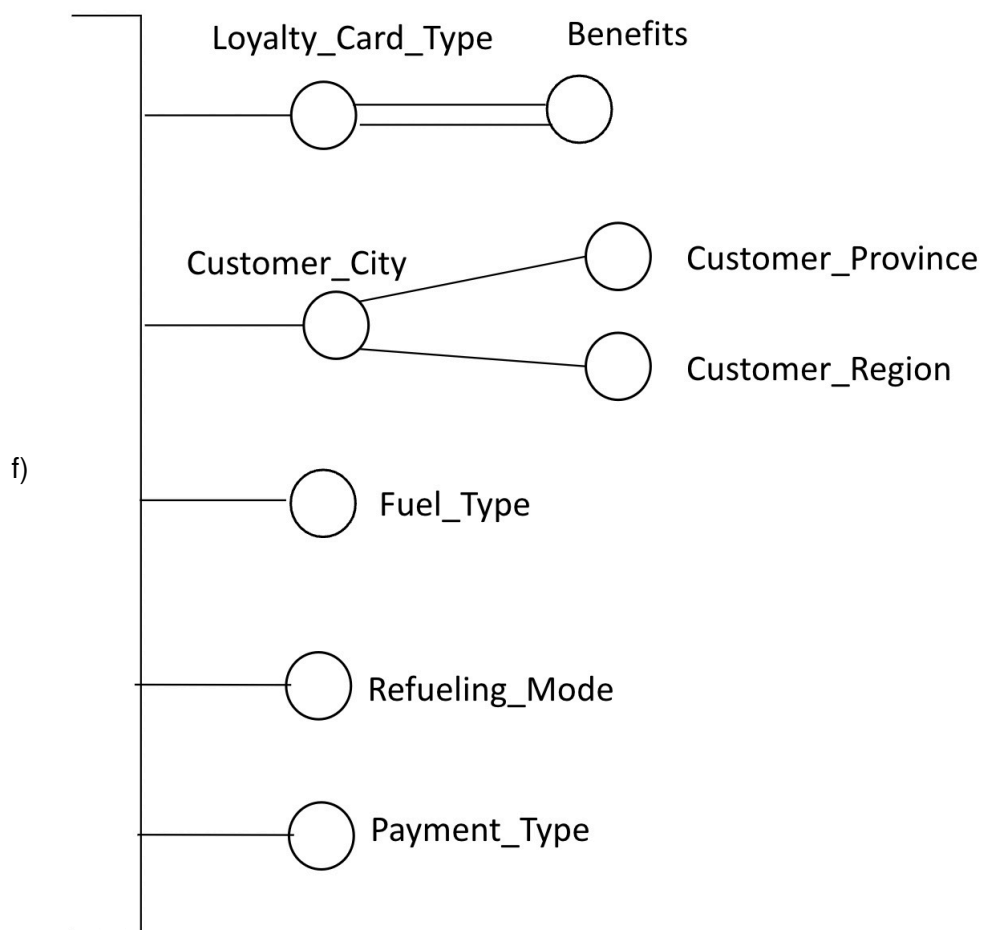 Loyalty_Card_Type
Benefits
Customer_City
Customer_Province
Customer_Region
f)
Fuel_Type
Refueling_Mode
Payment_Type